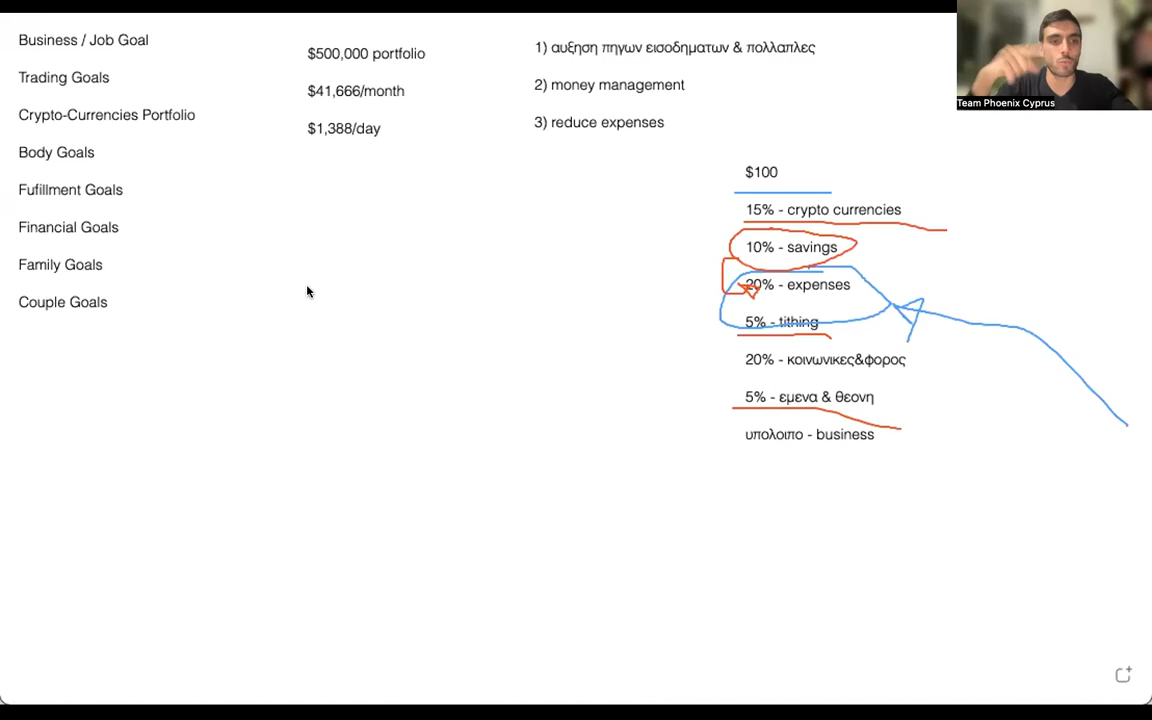 Business / Job Goal
Trading Goals
Crypto-Currencies Portfolio
Body Goals
Fufillment Goals
Financial Goals
Family Goals
Couple Goals
$500,000 portfolio
$41,666/month
$1,388/day
1) αυξηση πηγων εισοδηματων & πολλαπλες
2) money management
3) reduce expenses
$100
15% - crypto currencies
10% - savings
20% - expenses
5% - tithing
20% - κοινωνικες&φορος
5% - εμενα & θεονη
υπολοιπο - business
Team Phoenix Cyprus